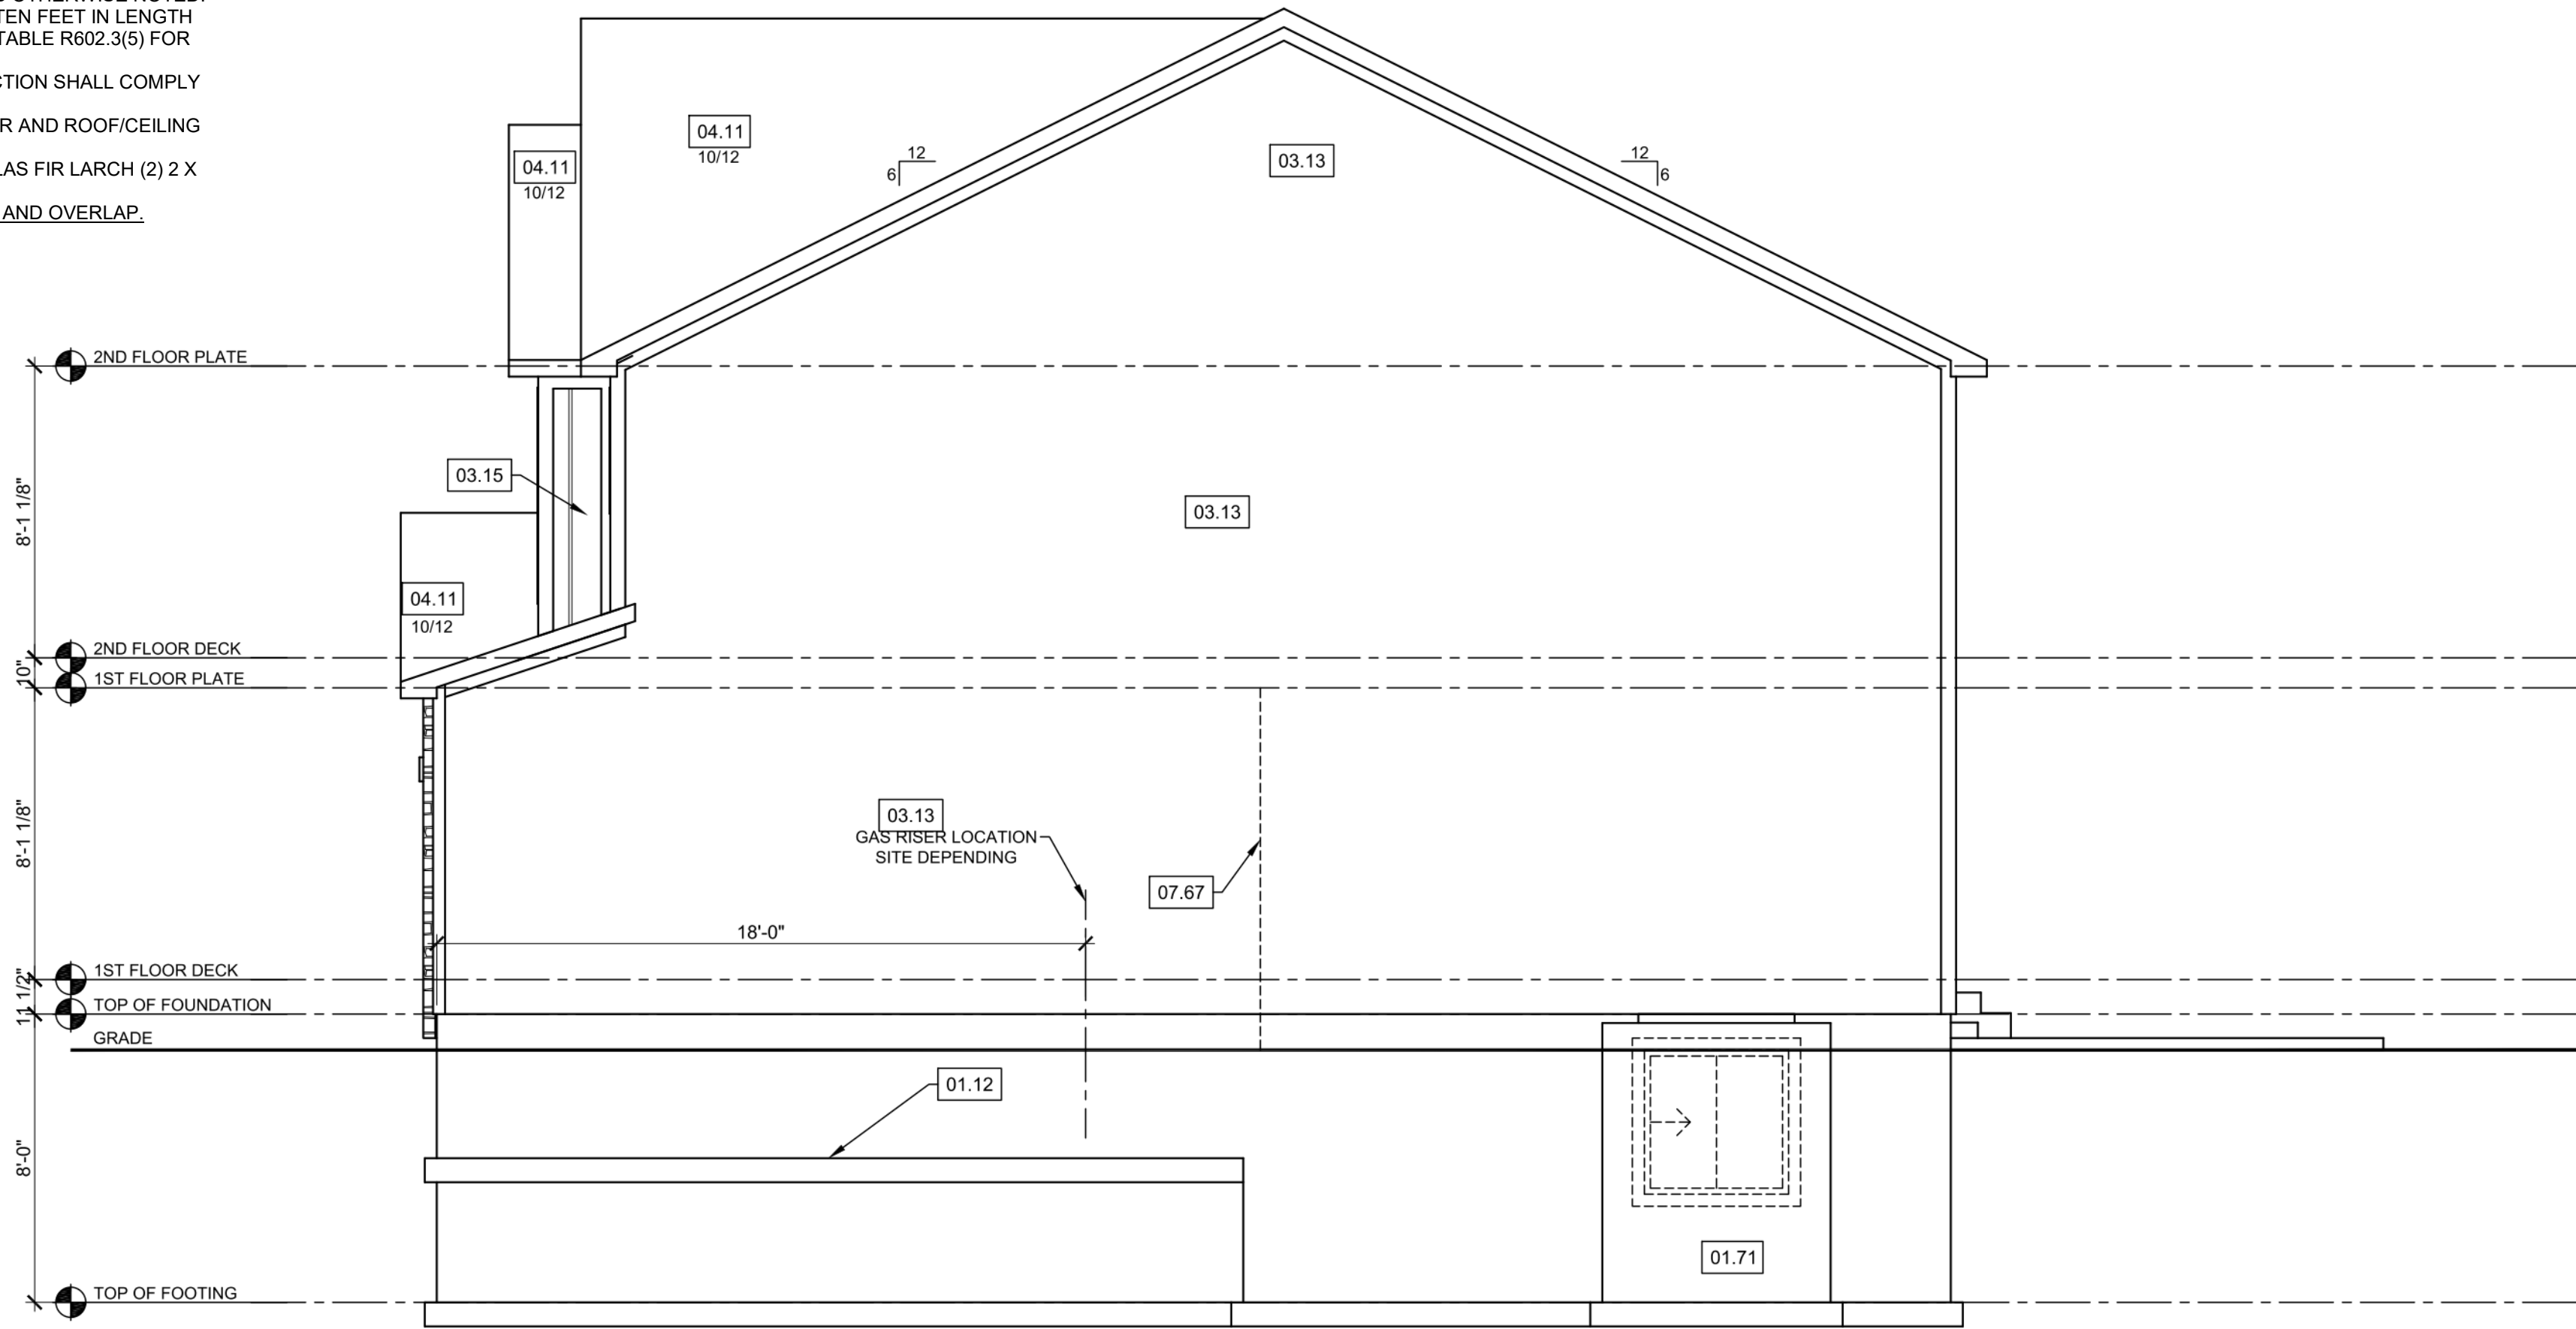 TEN FEET IN LENGTH
TABLE R602.3(5) FOR
SHALL COMPLY
AND ROOF/CEILING
FIR LARCH (2) 2 X
AND OVERLAP.
04.11
10/12
04.11
10/12
12
6
03.13
12
6
2ND FLOOR PLATE
8'-1 1/8"
03.15
03.13
04.11
10/12
2ND FLOOR DECK
10"
1ST FLOOR PLATE
8'-1 1/8"
03.13
GAS RISER LOCATION
SITE DEPENDING
07.67
18'-0"
1ST FLOOR DECK
11 1/2"
TOP OF FOUNDATION
GRADE
01.12
8'-0"
01.71
TOP OF FOOTING